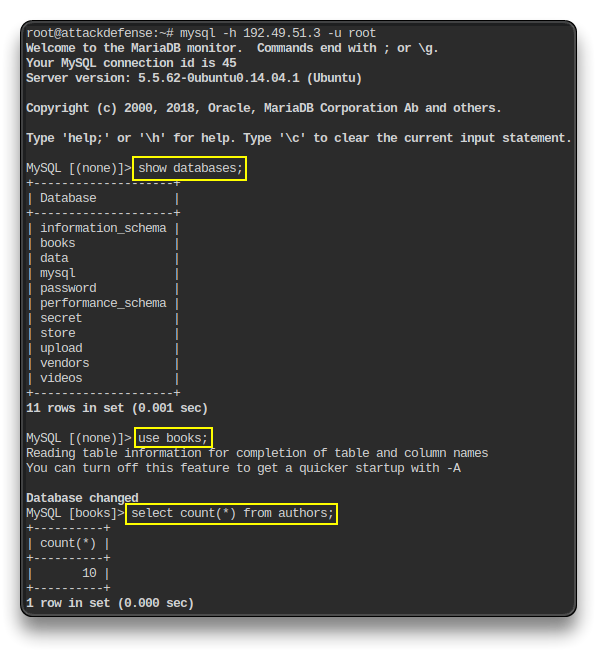 root@attackdefense:~# mysql -h 192.49.51.3 -u root
Welcome to the MariaDB monitor.  Commands end with ; or \g.
Your MySQL connection id is 45
Server version: 5.5.62-0ubuntu0.14.04.1 (Ubuntu)

Copyright (c) 2000, 2018, Oracle, MariaDB Corporation Ab and others.

Type 'help;' or '\h' for help. Type '\c' to clear the current input statement.

MySQL [(none)]> show databases;
+--------------------+
| Database           |
+--------------------+
| information_schema |
| books              |
| data               |
| mysql              |
| password           |
| performance_schema |
| secret             |
| store              |
| upload             |
| vendors            |
| videos             |
+--------------------+
11 rows in set (0.001 sec)

MySQL [(none)]> use books;
Reading table information for completion of table and column names
You can turn off this feature to get a quicker startup with -A

Database changed
MySQL [books]> select count(*) from authors;
+----------+
| count(*) |
+----------+
|       10 |
+----------+
1 row in set (0.000 sec)